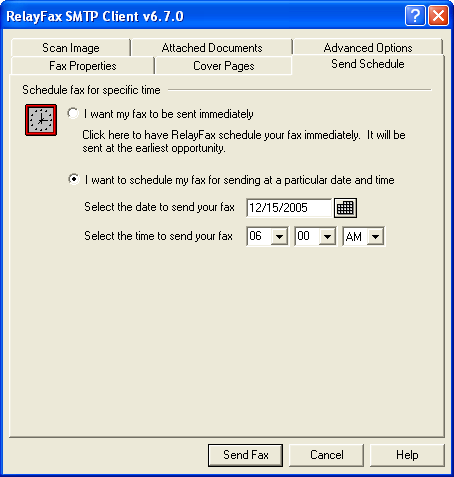 RelayFax SMTP Client v6.7.0
Scan Image Attached Documents Advanced Options
Fax Properties Cover Pages Send Schedule
Schedule fax for specific time
I want my fax to be sent immediately
Click here to have RelayFax schedule your fax immediately. It will be
sent at the earliest opportunity.
I want to schedule my fax for sending at a particular date and time
Select the date to send your fax 12/15/2005
Select the time to send your fax 06 00 AM
Send Fax Cancel Help